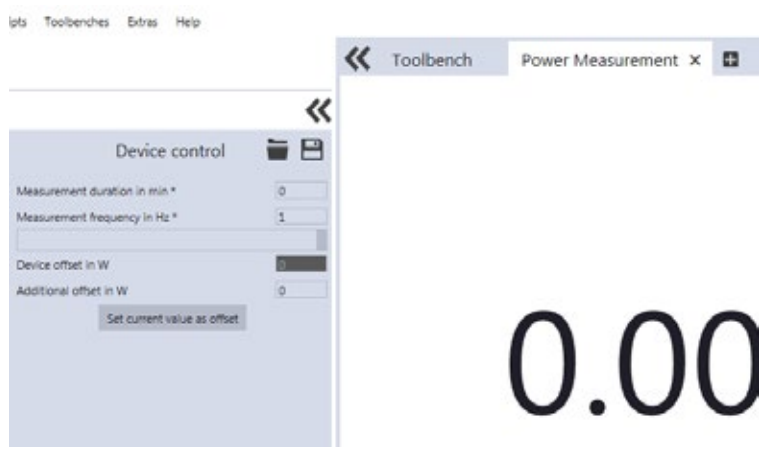 ipts Toolbenches Extras Help
Toolbench Power Measurement
Device control
Measurement duration in min * 0
Measurement frequency in Hz * 1
Device offset in W 0
Additional offset in W 0
Set current value as offset
0.00